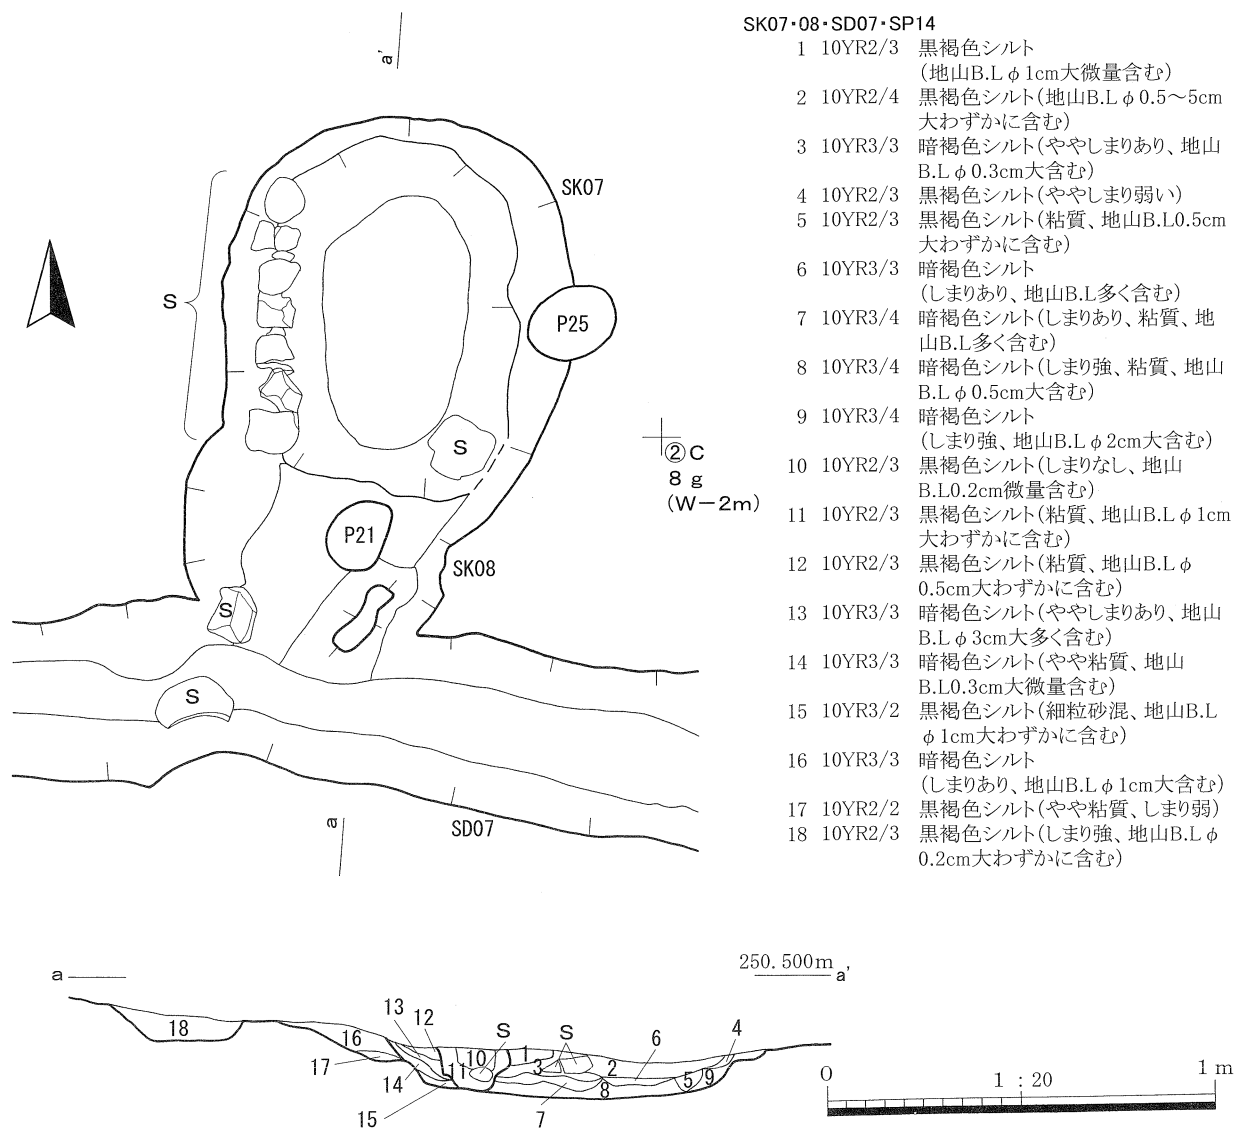 a'
SK07
S
P25
S
②C
8 g
(W－2m)
P21
SK08
S
S
a
SD07
SK07・08・SD07・SP14
1 10YR2/3 黒褐色シルト
（地山B.Lφ1cm大微量含む）
2 10YR2/4 黒褐色シルト（地山B.Lφ0.5～5cm
大わずかに含む）
3 10YR3/3 暗褐色シルト（ややしまりあり、地山
B.Lφ0.3cm大含む）
4 10YR2/3 黒褐色シルト（ややしまり弱い）
5 10YR2/3 黒褐色シルト（粘質、地山B.L0.5cm
大わずかに含む）
6 10YR3/3 暗褐色シルト
（しまりあり、地山B.L多く含む）
7 10YR3/4 暗褐色シルト（しまりあり、粘質、地
山B.L多く含む）
8 10YR3/4 暗褐色シルト（しまり強、粘質、地山
B.Lφ0.5cm大含む）
9 10YR3/4 暗褐色シルト
（しまり強、地山B.Lφ2cm大含む）
10 10YR2/3 黒褐色シルト（しまりなし、地山
B.L0.2cm微量含む）
11 10YR2/3 黒褐色シルト（粘質、地山B.Lφ1cm
大わずかに含む）
12 10YR2/3 黒褐色シルト（粘質、地山B.Lφ
0.5cm大わずかに含む）
13 10YR3/3 暗褐色シルト（ややしまりあり、地山
B.Lφ3cm大多く含む）
14 10YR3/3 暗褐色シルト（やや粘質、地山
B.L0.3cm大微量含む）
15 10YR3/2 黒褐色シルト（細粒砂混、地山B.L
φ1cm大わずかに含む）
16 10YR3/3 暗褐色シルト
（しまりあり、地山B.Lφ1cm大含む）
17 10YR2/2 黒褐色シルト（やや粘質、しまり弱）
18 10YR2/3 黒褐色シルト（しまり強、地山B.Lφ
0.2cm大わずかに含む）
a
250.500m
a'
18
16
17
13
12
14
15
11
10
S
1
3
S
2
6
7
8
5
9
4
0
1 : 20
1 m